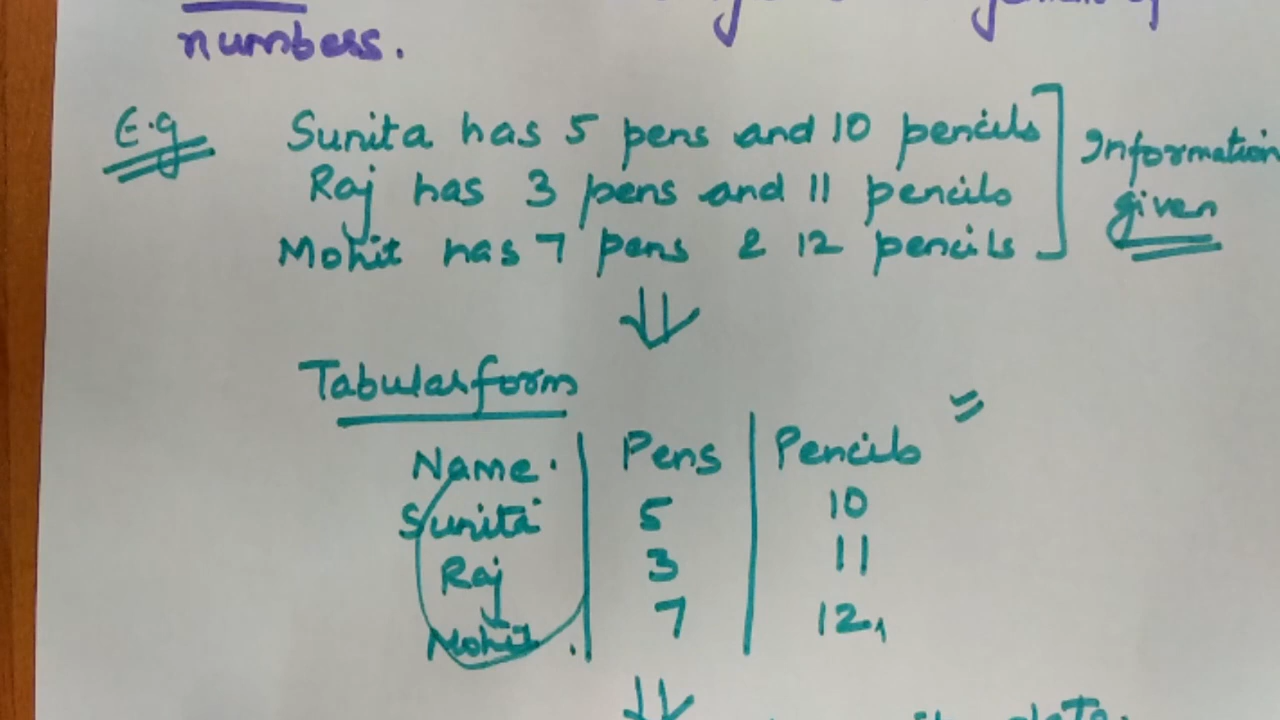 numbers.
E.g Sunita has 5 pens and 10 pencils
Raj has 3 pens and 11 pencils
Mohit has 7 pens & 12 pencils
Information
given
Tabular form
Name. Pens Pencils
Sunita 5 10
Raj 3 11
Mohit 7 12
data.